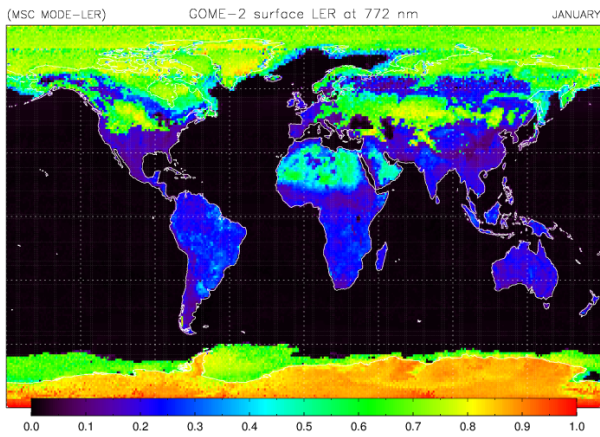 (MSC MODE-LER) GOME-2 surface LER at 772 nm JANUARY
0.0 0.1 0.2 0.3 0.4 0.5 0.6 0.7 0.8 0.9 1.0